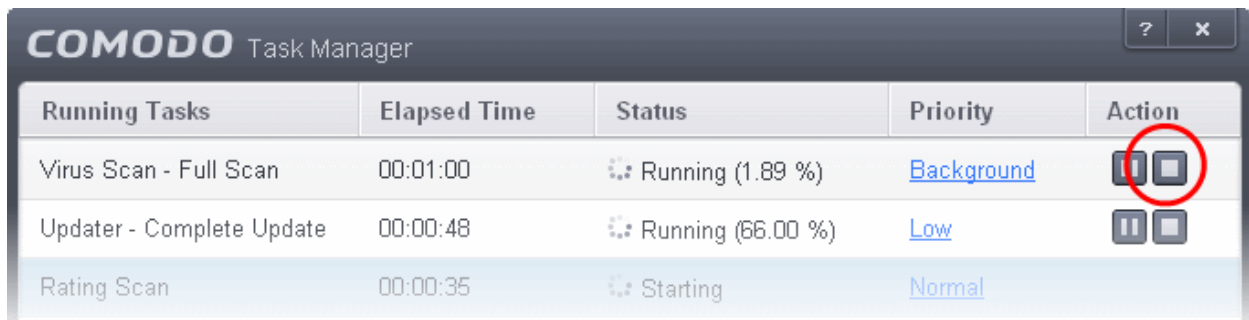 COMODO Task Manager ? x
Running Tasks Elapsed Time Status Priority Action
Virus Scan - Full Scan 00:01:00 Running (1.89 %) Background
Updater - Complete Update 00:00:48 Running (66.00 %) Low
Rating Scan 00:00:35 Starting Normal